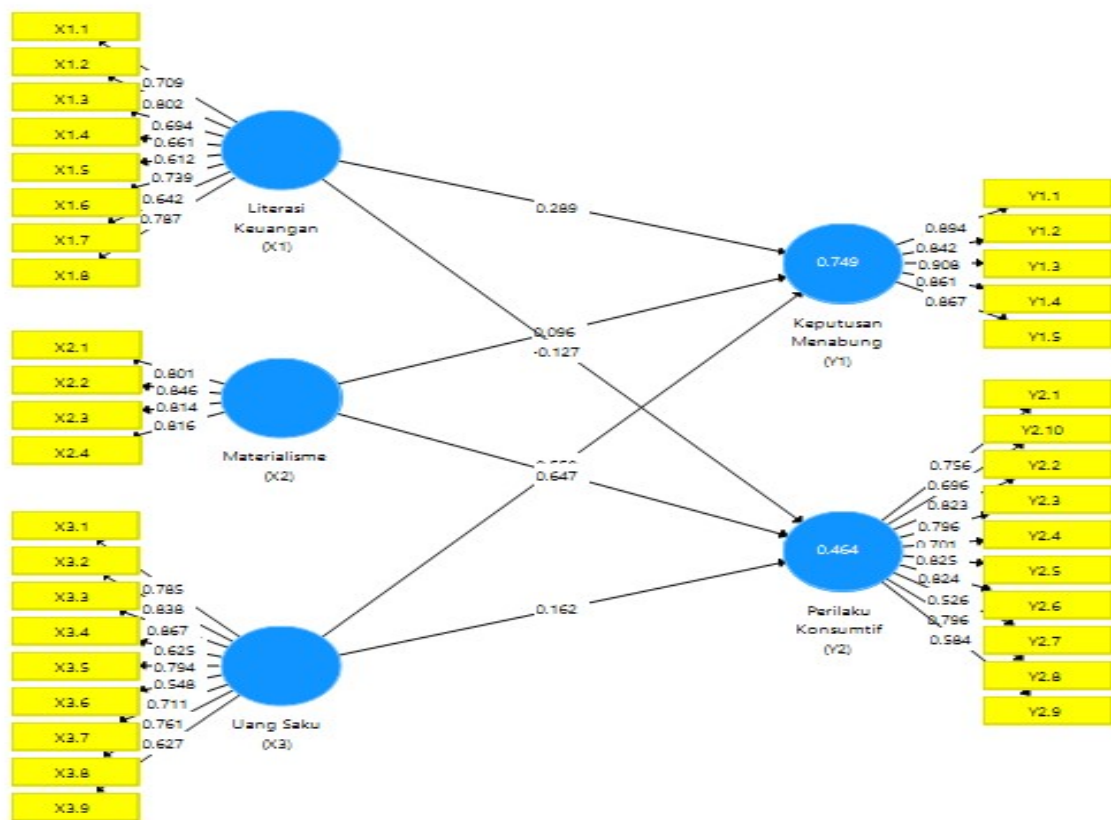 X1.1
X1.2
X1.3
X1.4
X1.5
X1.6
X1.7
X1.8
0.709
0.802
0.694
0.661
0.612
0.739
0.642
0.787
Literasi
Keuangan
(X1)
X2.1
X2.2
X2.3
X2.4
0.801
0.846
0.814
0.816
Materialisme
(X2)
X3.1
X3.2
X3.3
X3.4
X3.5
X3.6
X3.7
X3.8
X3.9
0.785
0.838
0.867
0.625
0.794
0.548
0.711
0.761
0.627
Uang Saku
(X3)
0.289
0.096
-0.127
0.647
0.162
0.749
Keputusan
Menabung
(Y1)
0.894
0.842
0.908
0.861
0.867
Y1.1
Y1.2
Y1.3
Y1.4
Y1.5
0.464
Perilaku
Konsumtif
(Y2)
0.756
0.696
0.823
0.796
0.701
0.825
0.824
0.526
0.796
0.584
Y2.1
Y2.10
Y2.2
Y2.3
Y2.4
Y2.5
Y2.6
Y2.7
Y2.8
Y2.9